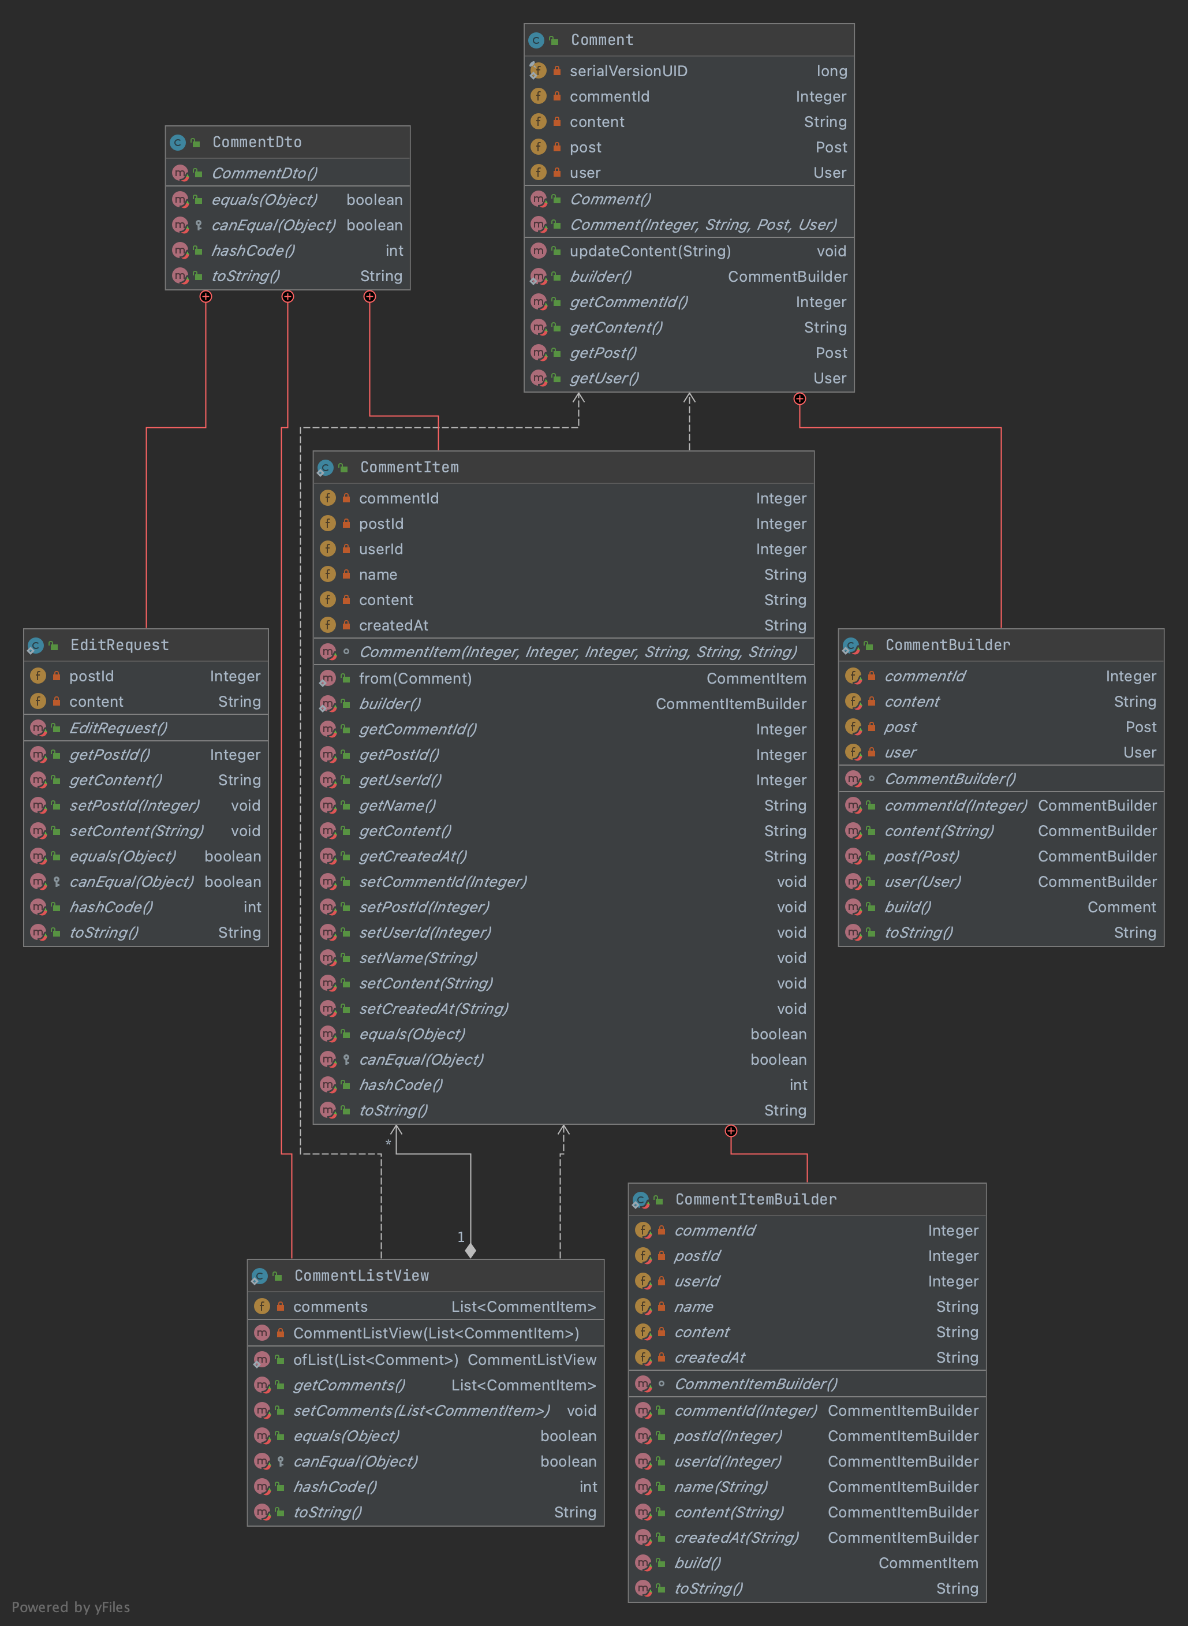 Comment
serialVersionUID long
commentId Integer
content String
post Post
user User
Comment()
Comment(Integer, String, Post, User)
updateContent(String) void
builder() CommentBuilder
getCommentId() Integer
getContent() String
getPost() Post
getUser() User
CommentDto
CommentDto()
equals(Object) boolean
canEqual(Object) boolean
hashCode() int
toString() String
CommentItem
commentId Integer
postId Integer
userId Integer
name String
content String
createdAt String
CommentItem(Integer, Integer, Integer, String, String, String)
from(Comment) CommentItem
builder() CommentItemBuilder
getCommentId() Integer
getPostId() Integer
getUserId() Integer
getName() String
getContent() String
getCreatedAt() String
setCommentId(Integer) void
setPostId(Integer) void
setUserId(Integer) void
setName(String) void
setContent(String) void
setCreatedAt(String) void
equals(Object) boolean
canEqual(Object) boolean
hashCode() int
toString() String
EditRequest
postId Integer
content String
EditRequest()
getPostId() Integer
getContent() String
setPostId(Integer) void
setContent(String) void
equals(Object) boolean
canEqual(Object) boolean
hashCode() int
toString() String
CommentBuilder
commentId Integer
content String
post Post
user User
CommentBuilder()
commentId(Integer) CommentBuilder
content(String) CommentBuilder
post(Post) CommentBuilder
user(User) CommentBuilder
build() Comment
toString() String
*
1
CommentListView
comments List<CommentItem>
CommentListView(List<CommentItem>)
ofList(List<Comment>) CommentListView
getComments() List<CommentItem>
setComments(List<CommentItem>) void
equals(Object) boolean
canEqual(Object) boolean
hashCode() int
toString() String
CommentItemBuilder
commentId Integer
postId Integer
userId Integer
name String
content String
createdAt String
CommentItemBuilder()
commentId(Integer) CommentItemBuilder
postId(Integer) CommentItemBuilder
userId(Integer) CommentItemBuilder
name(String) CommentItemBuilder
content(String) CommentItemBuilder
createdAt(String) CommentItemBuilder
build() CommentItem
toString() String
Powered by yFiles